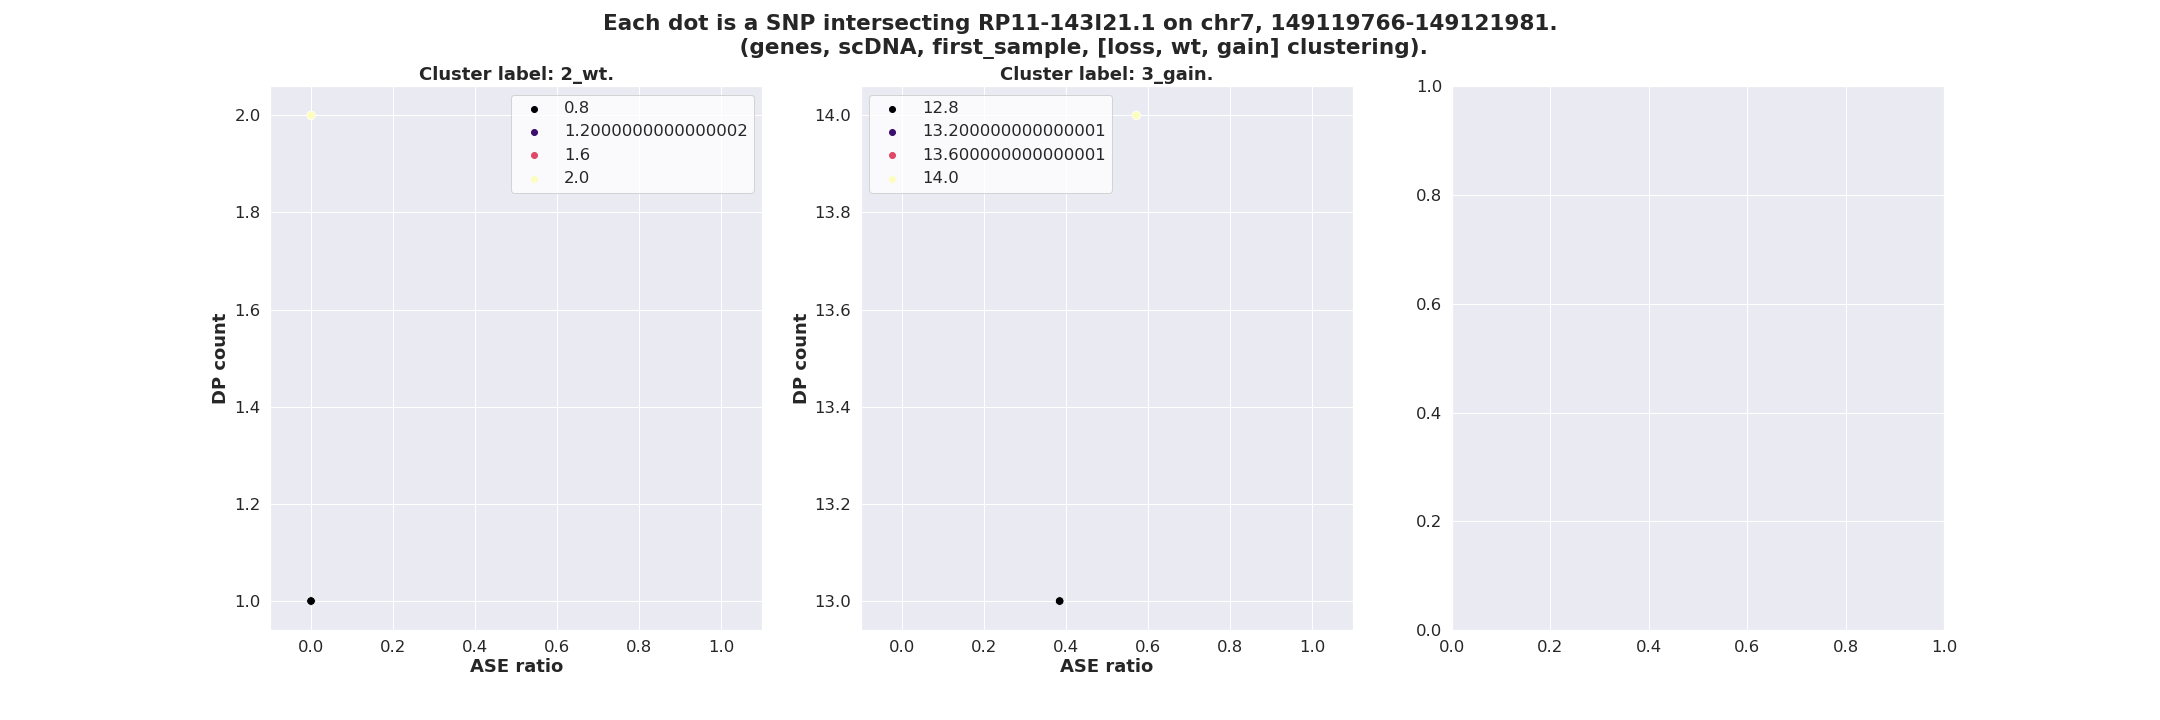 Each dot is a SNP intersecting RP11-143I21.1 on chr7, 149119766-149121981.
(genes, scDNA, first_sample, [loss, wt, gain] clustering).
Cluster label: 2_wt.
DP count
2.0
1.8
1.6
1.4
1.2
1.0
0.8
1.2000000000000002
1.6
2.0
0.0 0.2 0.4 0.6 0.8 1.0
ASE ratio
Cluster label: 3_gain.
DP count
14.0
13.8
13.6
13.4
13.2
13.0
12.8
13.200000000000001
13.600000000000001
14.0
0.0 0.2 0.4 0.6 0.8 1.0
ASE ratio
1.0
0.8
0.6
0.4
0.2
0.0
0.0 0.2 0.4 0.6 0.8 1.0